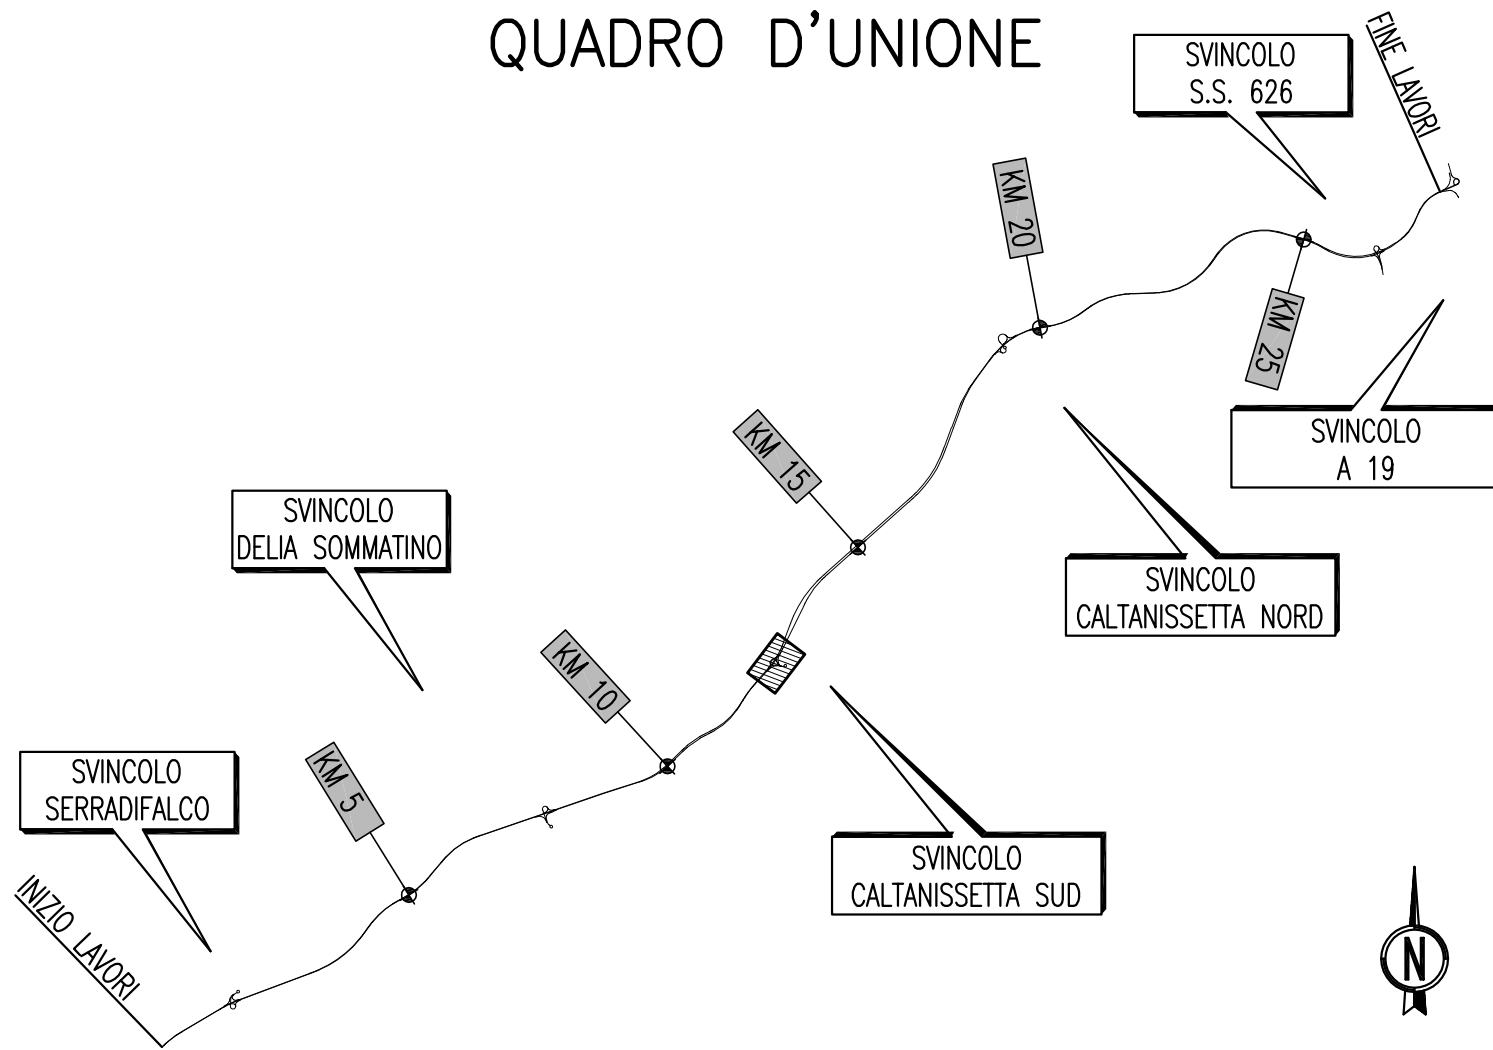 QUADRO D'UNIONE
SVINCOLO
S.S. 626
FINE LAVORI
KM 20
KM 25
SVINCOLO
A 19
KM 15
SVINCOLO
DELIA SOMMATINO
SVINCOLO
CALTANISSETTA NORD
KM 10
KM 5
SVINCOLO
SERRADIFALCO
SVINCOLO
CALTANISSETTA SUD
INIZIO LAVORI
N